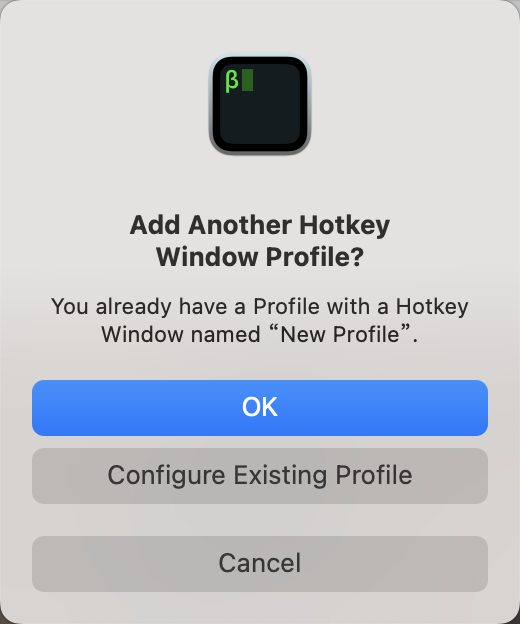 β
Add Another Hotkey
Window Profile?
You already have a Profile with a Hotkey
Window named “New Profile”.
OK
Configure Existing Profile
Cancel